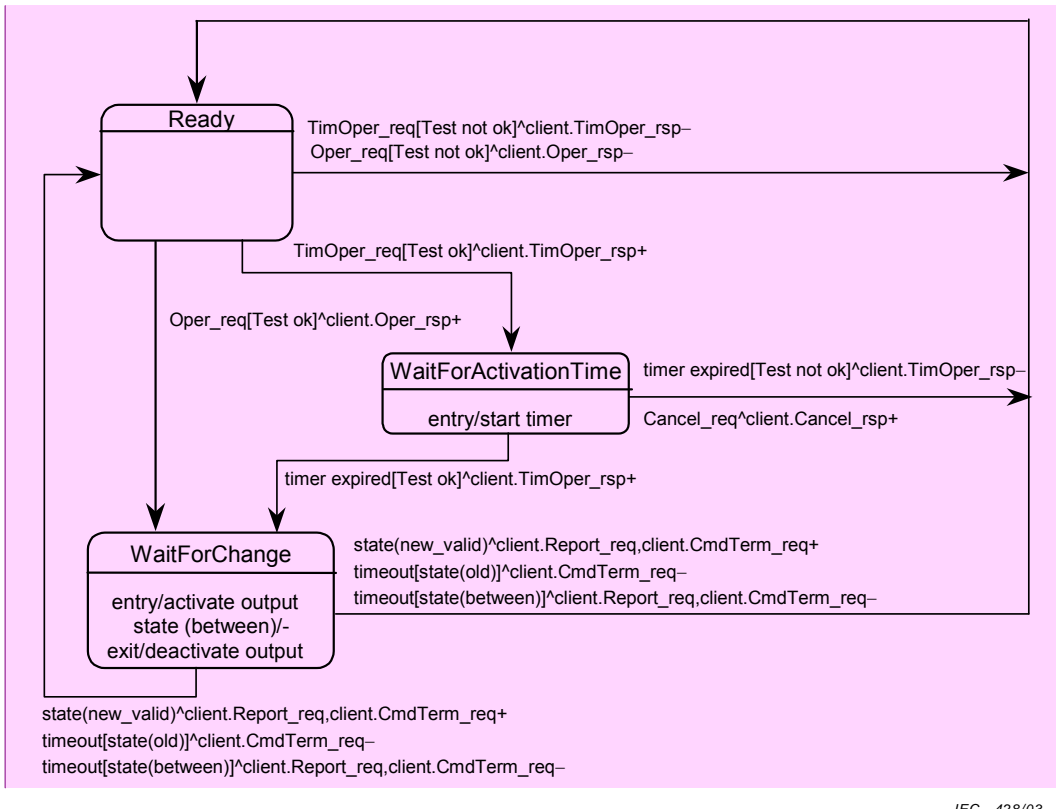 Ready
TimOper_req[Test not ok]^client.TimOper_rsp–
Oper_req[Test not ok]^client.Oper_rsp–
TimOper_req[Test ok]^client.TimOper_rsp+
Oper_req[Test ok]^client.Oper_rsp+
WaitForActivationTime
entry/start timer
timer expired[Test not ok]^client.TimOper_rsp–
Cancel_req^client.Cancel_rsp+
timer expired[Test ok]^client.TimOper_rsp+
WaitForChange
entry/activate output
state (between)/-
exit/deactivate output
state(new_valid)^client.Report_req,client.CmdTerm_req+
timeout[state(old)]^client.CmdTerm_req–
timeout[state(between)]^client.Report_req,client.CmdTerm_req–
state(new_valid)^client.Report_req,client.CmdTerm_req+
timeout[state(old)]^client.CmdTerm_req–
timeout[state(between)]^client.Report_req,client.CmdTerm_req–
IEC 428/03